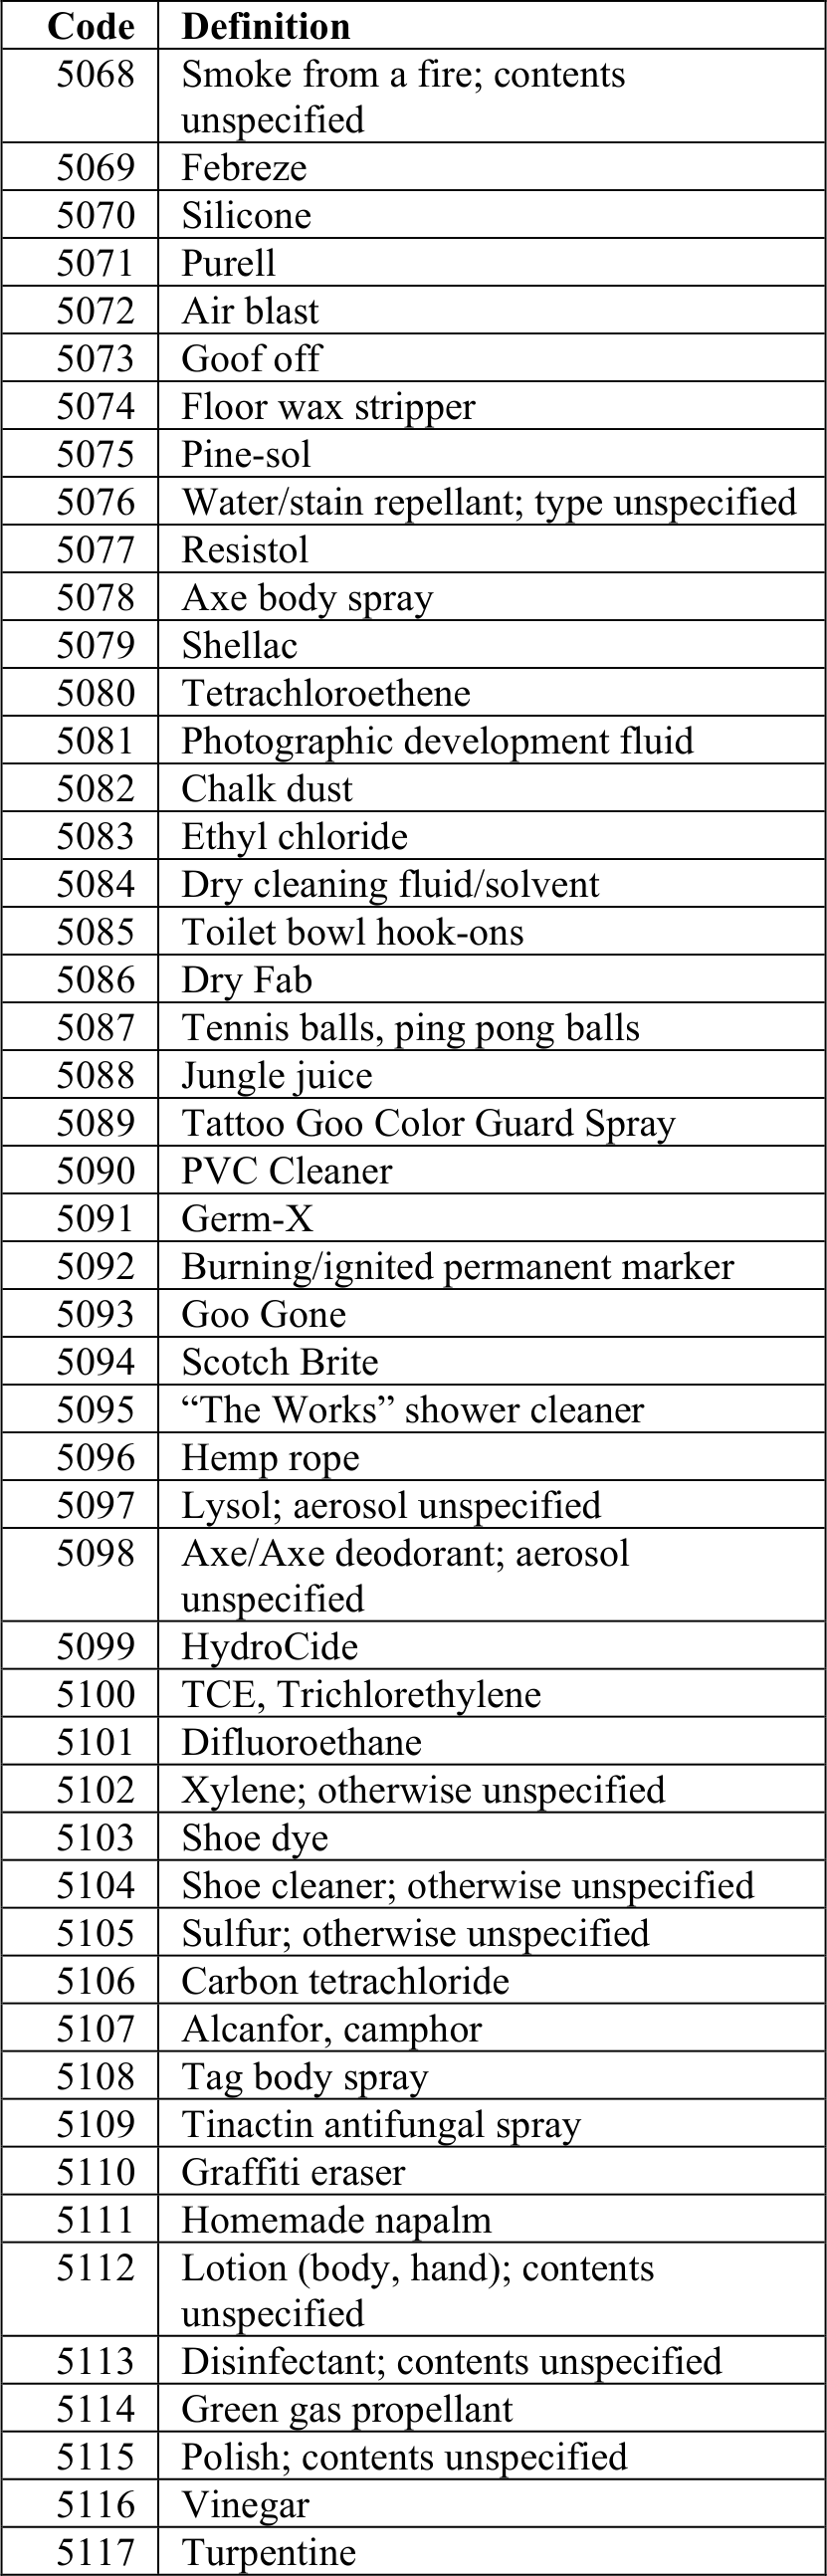 Code Definition
5068 Smoke from a fire; contents
unspecified
5069 Febreze
5070 Silicone
5071 Purell
5072 Air blast
5073 Goof off
5074 Floor wax stripper
5075 Pine-sol
5076 Water/stain repellant; type unspecified
5077 Resistol
5078 Axe body spray
5079 Shellac
5080 Tetrachloroethene
5081 Photographic development fluid
5082 Chalk dust
5083 Ethyl chloride
5084 Dry cleaning fluid/solvent
5085 Toilet bowl hook-ons
5086 Dry Fab
5087 Tennis balls, ping pong balls
5088 Jungle juice
5089 Tattoo Goo Color Guard Spray
5090 PVC Cleaner
5091 Germ-X
5092 Burning/ignited permanent marker
5093 Goo Gone
5094 Scotch Brite
5095 “The Works” shower cleaner
5096 Hemp rope
5097 Lysol; aerosol unspecified
5098 Axe/Axe deodorant; aerosol
unspecified
5099 HydroCide
5100 TCE, Trichlorethylene
5101 Difluoroethane
5102 Xylene; otherwise unspecified
5103 Shoe dye
5104 Shoe cleaner; otherwise unspecified
5105 Sulfur; otherwise unspecified
5106 Carbon tetrachloride
5107 Alcanfor, camphor
5108 Tag body spray
5109 Tinactin antifungal spray
5110 Graffiti eraser
5111 Homemade napalm
5112 Lotion (body, hand); contents
unspecified
5113 Disinfectant; contents unspecified
5114 Green gas propellant
5115 Polish; contents unspecified
5116 Vinegar
5117 Turpentine